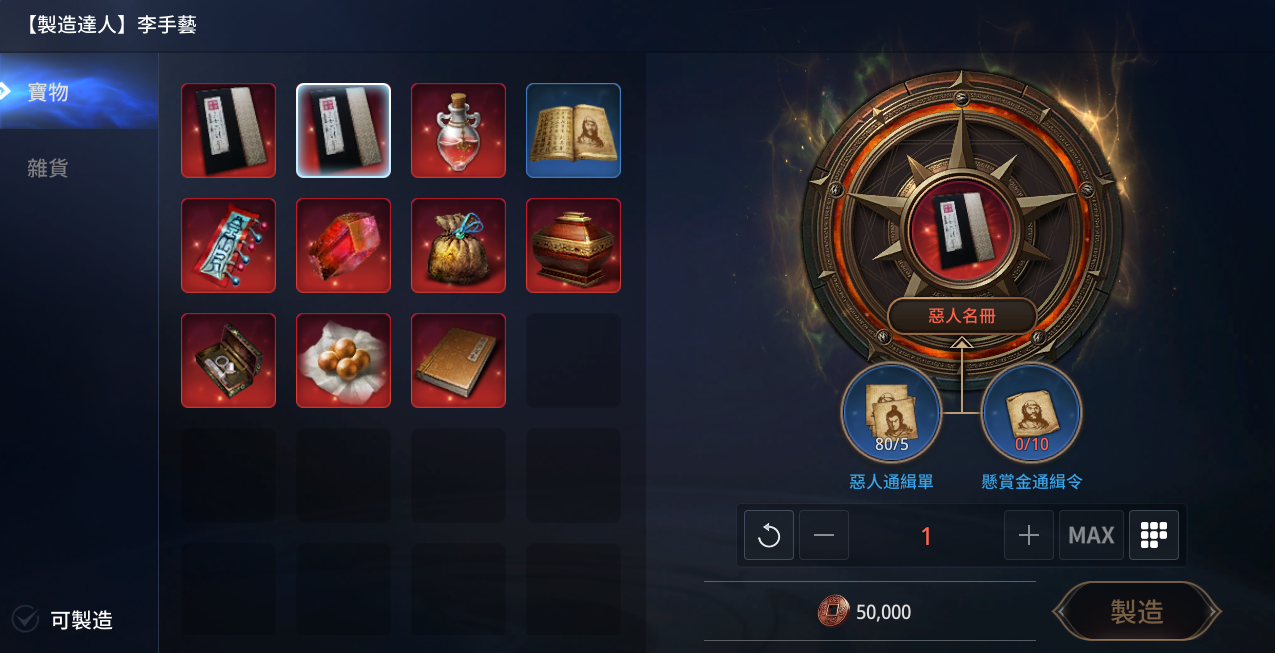 【製造達人】李手藝
寶物
雜貨
惡人名冊
80/5
0/10
惡人通緝單
懸賞金通緝令
1
MAX
50,000
製造
可製造